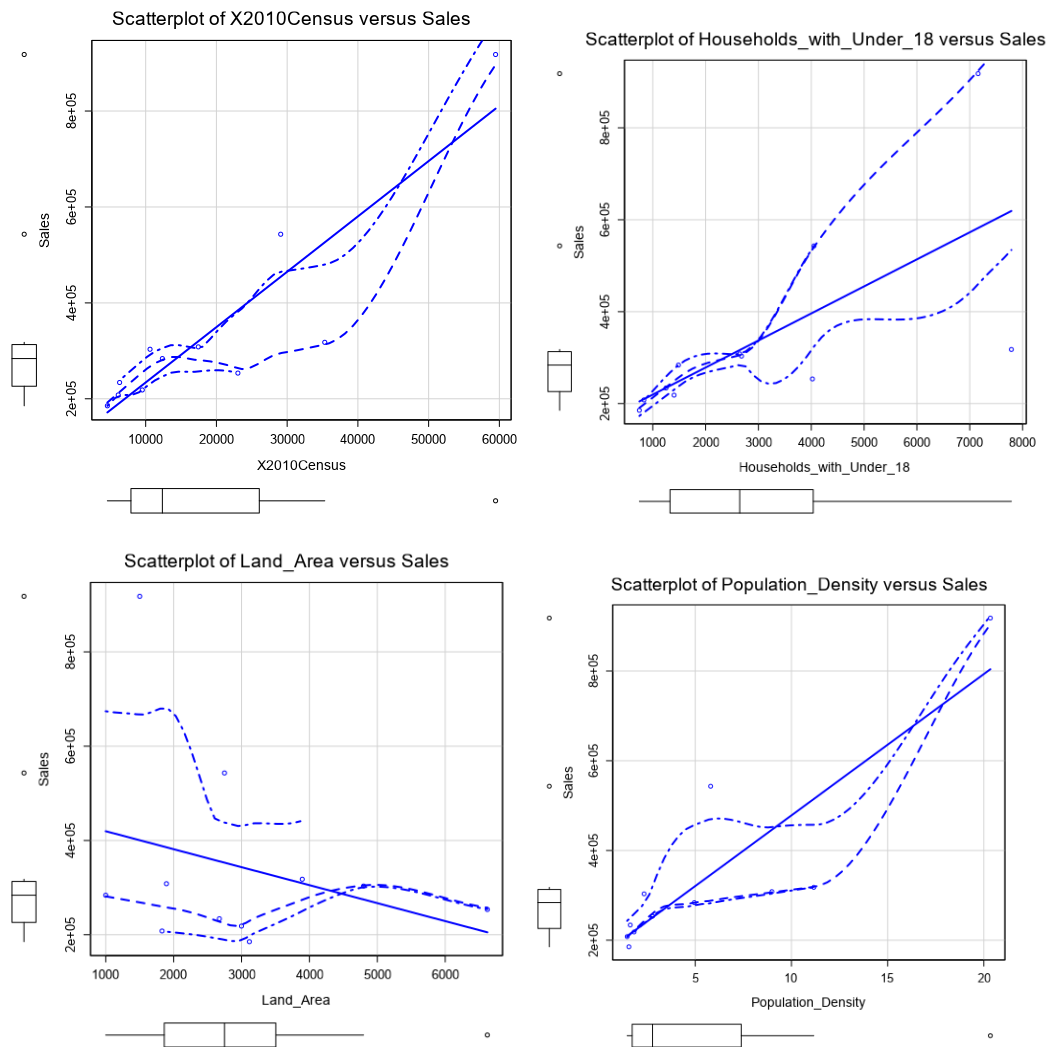 Scatterplot of X2010Census versus Sales
Sales
8e+05
6e+05
4e+05
2e+05
10000 20000 30000 40000 50000 60000
X2010Census
Scatterplot of Households_with_Under_18 versus Sales
Sales
8e+05
6e+05
4e+05
2e+05
1000 2000 3000 4000 5000 6000 7000 8000
Households_with_Under_18
Scatterplot of Land_Area versus Sales
Sales
8e+05
6e+05
4e+05
2e+05
1000 2000 3000 4000 5000 6000
Land_Area
Scatterplot of Population_Density versus Sales
Sales
8e+05
6e+05
4e+05
2e+05
5 10 15 20
Population_Density